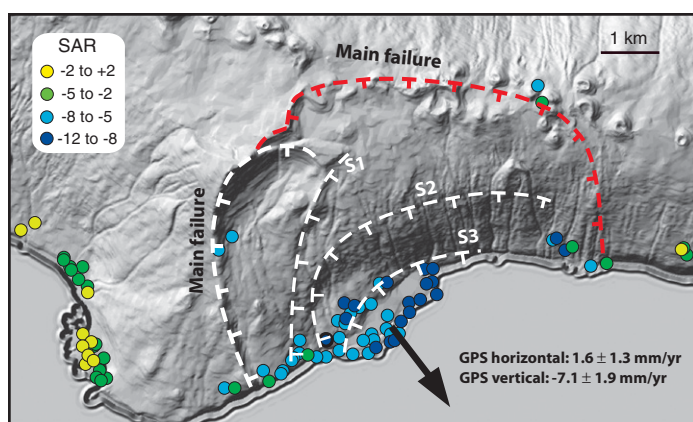 SAR
-2 to +2
-5 to -2
-8 to -5
-12 to -8
1 km
Main failure
Main failure
S1
S2
S3
GPS horizontal: 1.6 ± 1.3 mm/yr
GPS vertical: -7.1 ± 1.9 mm/yr